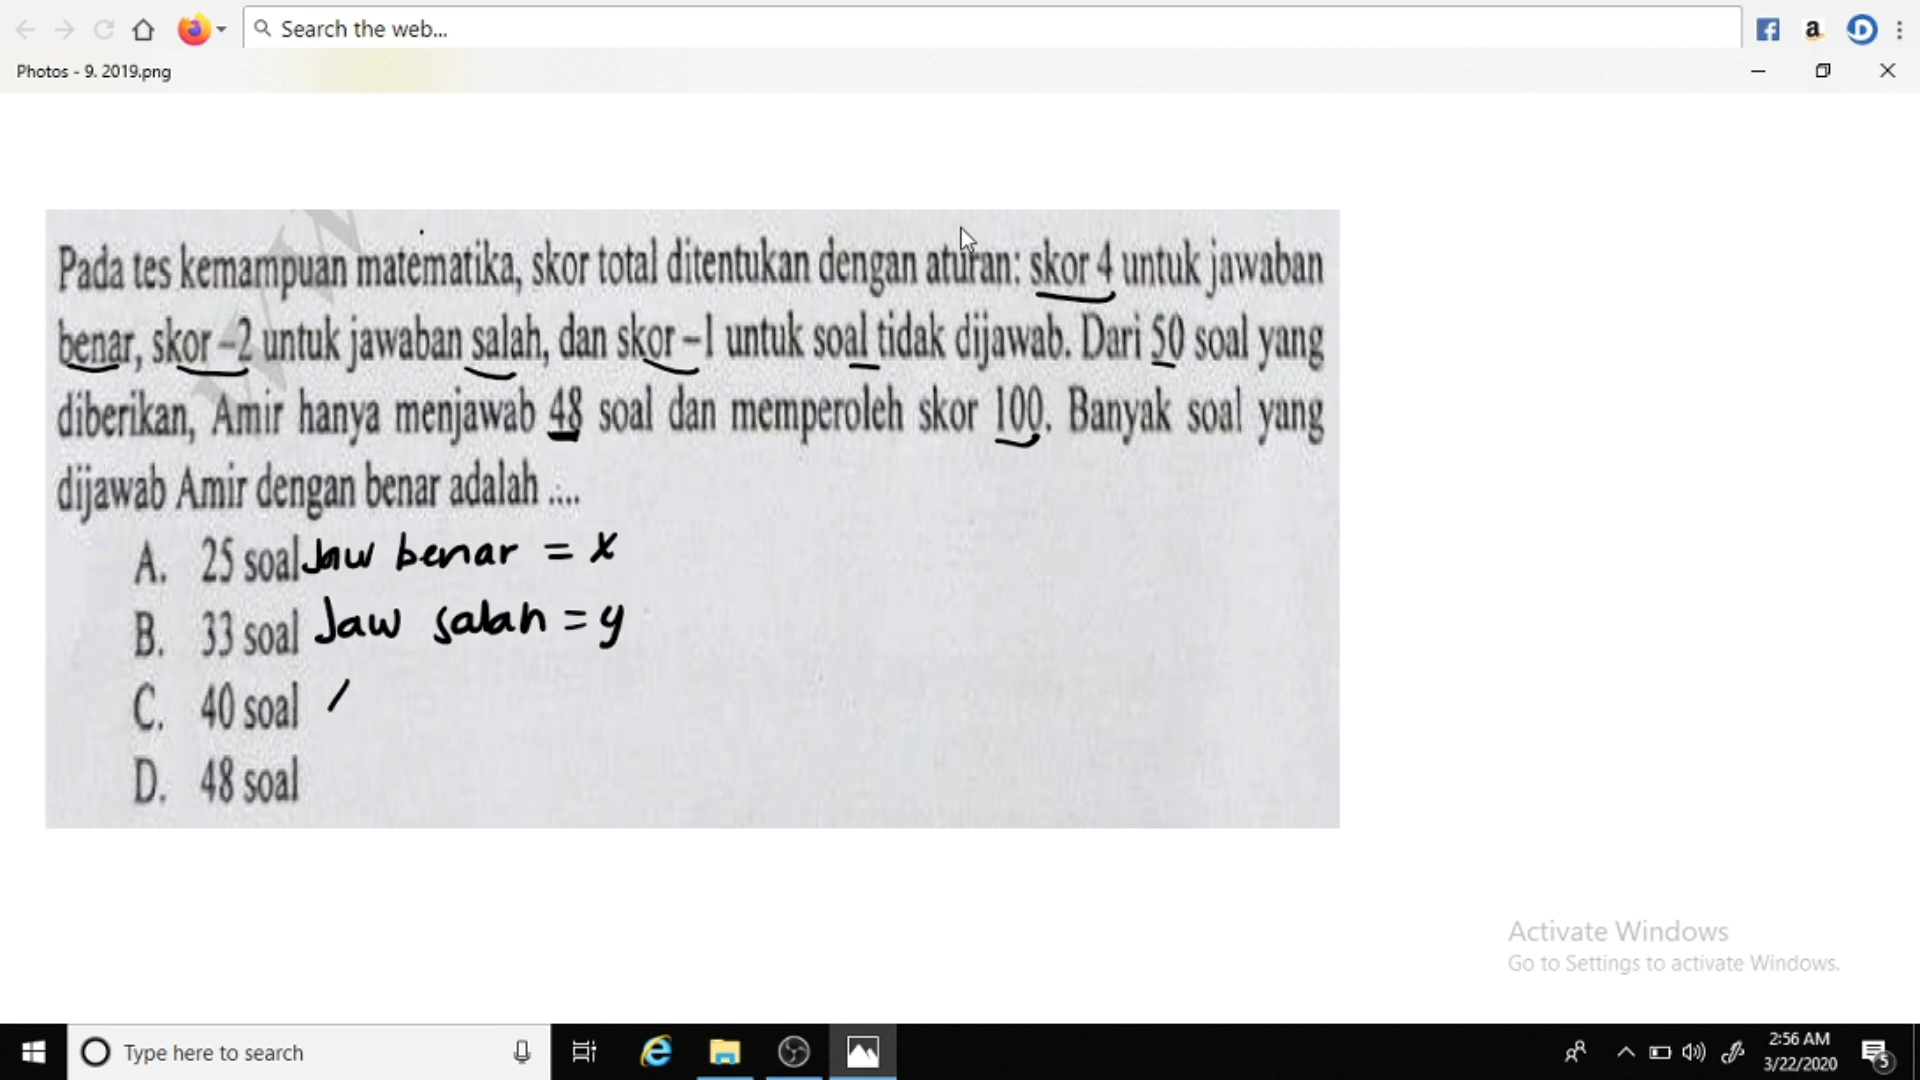 Search the web...
Photos - 9. 2019.png
Pada tes kemampuan matematika, skor total ditentukan dengan aturan: skor 4 untuk jawaban
benar, skor –2 untuk jawaban salah, dan skor –1 untuk soal tidak dijawab. Dari 50 soal yang
diberikan, Amir hanya menjawab 48 soal dan memperoleh skor 100. Banyak soal yang
dijawab Amir dengan benar adalah ....
A. 25 soal Jaw benar = x
B. 33 soal Jaw salah = y
C. 40 soal
D. 48 soal
Activate Windows
Go to Settings to activate Windows.
Type here to search
2:56 AM
3/22/2020
5